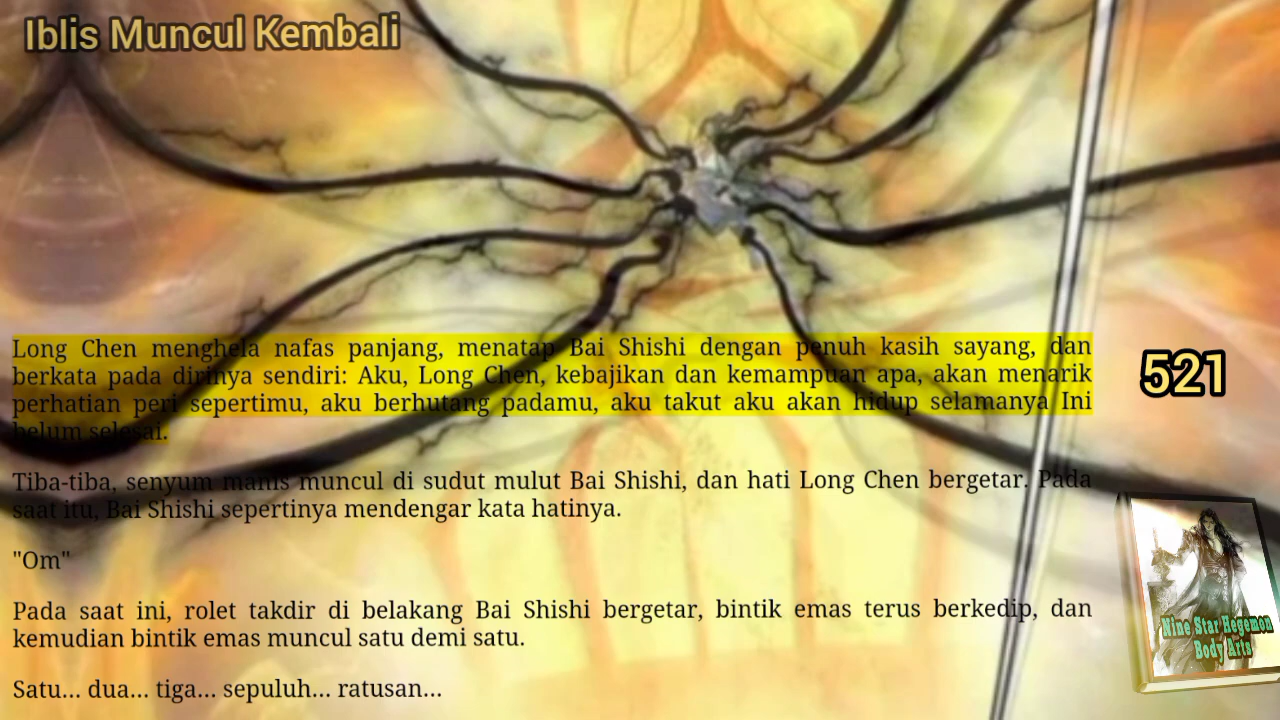 Iblis Muncul Kembali
Long Chen menghela nafas panjang, menatap Bai Shishi dengan penuh kasih sayang, dan
berkata pada dirinya sendiri: Aku, Long Chen, kebajikan dan kemampuan apa, akan menarik
perhatian peri sepertimu, aku berhutang padamu, aku takut aku akan hidup selamanya Ini
belum selesai.
521
Tiba-tiba, senyum manis muncul di sudut mulut Bai Shishi, dan hati Long Chen bergetar. Pada
saat itu, Bai Shishi sepertinya mendengar kata hatinya.
"Om"
Pada saat ini, rolet takdir di belakang Bai Shishi bergetar, bintik emas terus berkedip, dan
kemudian bintik emas muncul satu demi satu.
Satu... dua... tiga... sepuluh... ratusan...
Nine Star Hegemon
Body Arts